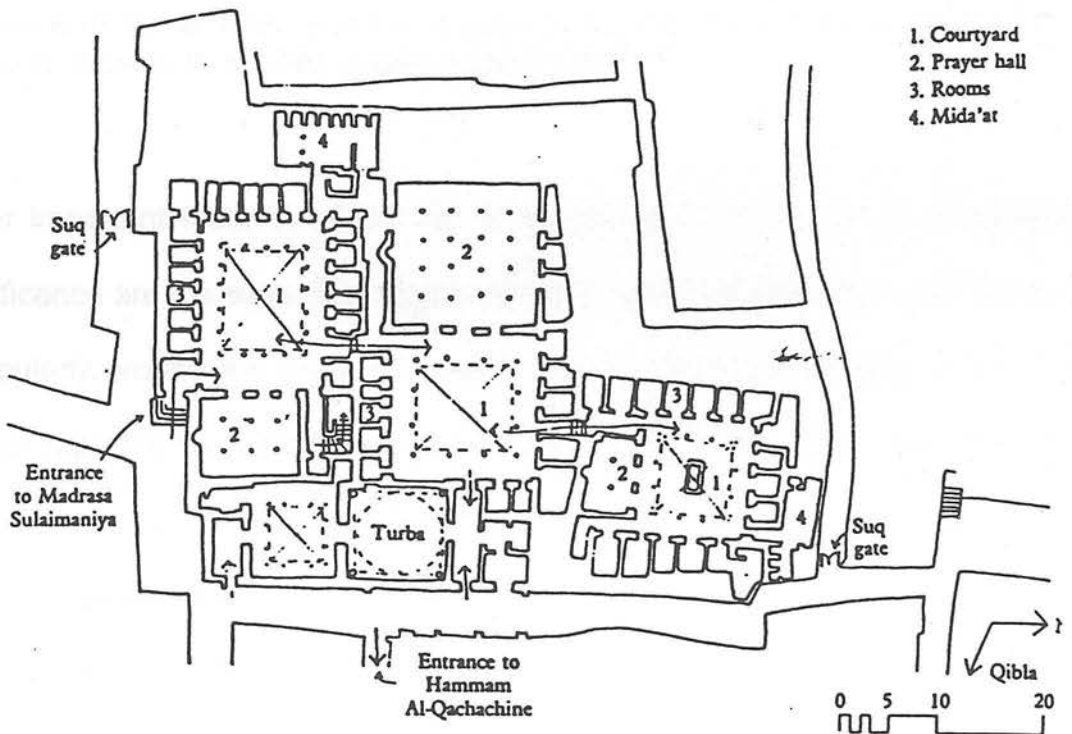 1. Courtyard
2. Prayer hall
3. Rooms
4. Mida'at
4
Suq
gate
2
3
1
1
3
3
2
2
1
4
Entrance
to Madrasa
Sulaimaniya
Turba
Suq
gate
Entrance to
Hammam
Al-Qachachine
Qibla
0 5 10 20